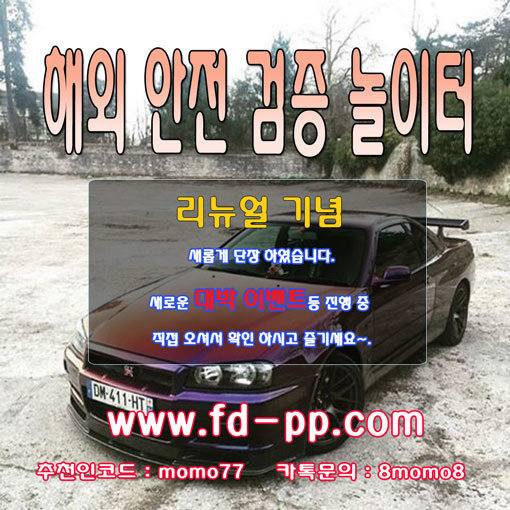 해외 안전 검증 놀이터
리뉴얼 기념
새롭게 단장 하였습니다.
새로운 대박 이벤트등 진행 중
직접 오셔서 확인 하시고 즐기세요~.
DM-411-HT
www.fd-pp.com
추천인코드 : momo77 카톡문의 : 8momo8